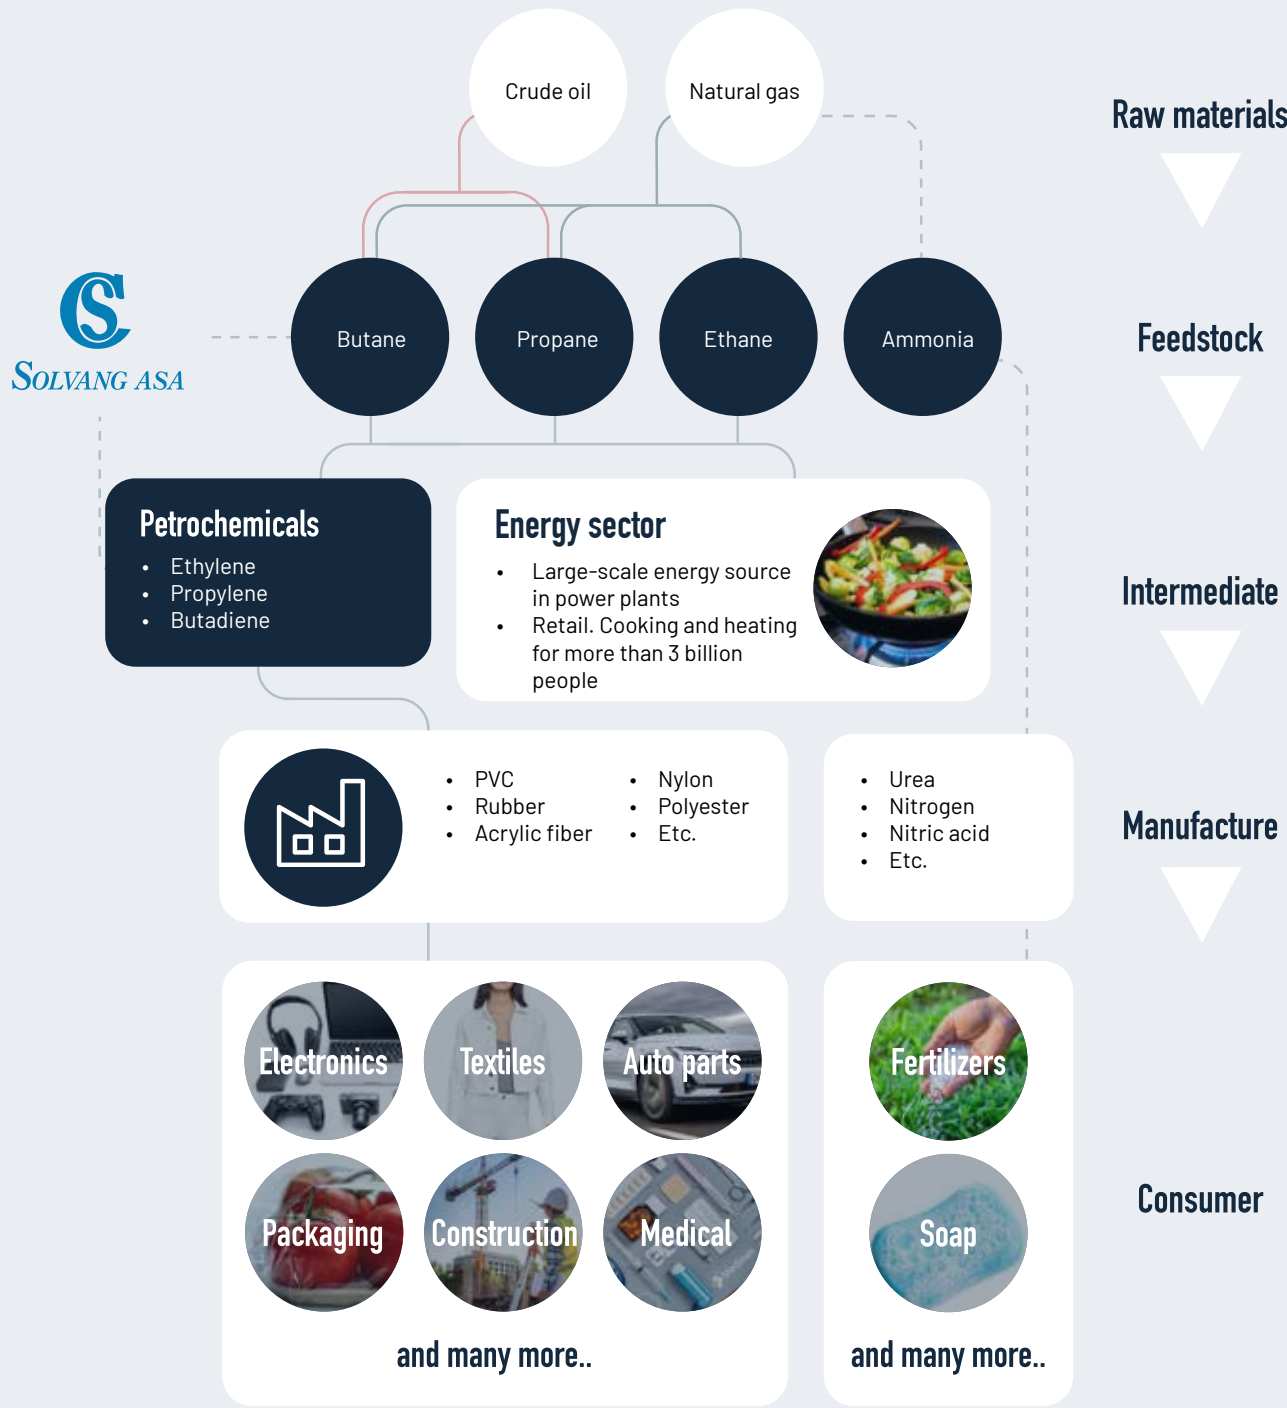 Crude oil
Natural gas
Raw materials
SOLVANG ASA
Butane
Propane
Ethane
Ammonia
Feedstock
Petrochemicals
• Ethylene
• Propylene
• Butadiene
Energy sector
• Large-scale energy source
in power plants
• Retail. Cooking and heating
for more than 3 billion
people
Intermediate
• PVC
• Rubber
• Acrylic fiber
• Nylon
• Polyester
• Etc.
• Urea
• Nitrogen
• Nitric acid
• Etc.
Manufacture
Electronics
Textiles
Auto parts
Packaging
Construction
Medical
and many more..
Fertilizers
Soap
and many more..
Consumer